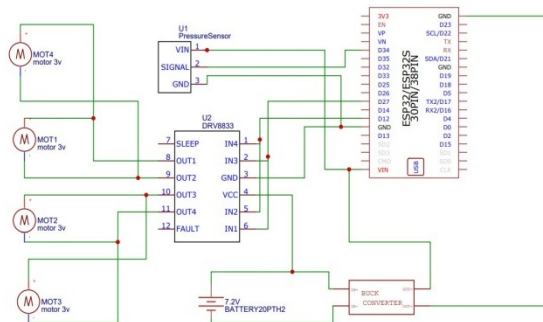 MOT4
motor 3v
MOT1
motor 3v
MOT2
motor 3v
MOT3
motor 3v
U1
PressureSensor
VIN 1
SIGNAL 2
GND 3
U2
DRV8833
7 SLEEP IN4 1
8 OUT1 IN3 2
9 OUT2 GND 3
10 OUT3 VCC 4
11 OUT4 IN2 5
12 FAULT IN1 6
7.2V
BATTERY20PTH2
BUCK
CONVERTER
ESP32/ESP32S
30PIN/38PIN
USB
3V3 GND
EN D23
VP SCL/D22
VN TX
D34 RX
D35 SDA/D21
D32 GND
D33 D19
D25 D18
D26 D5
D27 TX2/D17
D14 RX2/D16
D12 D4
GND D0
D13 D2
D15
CMD
VIN CLK